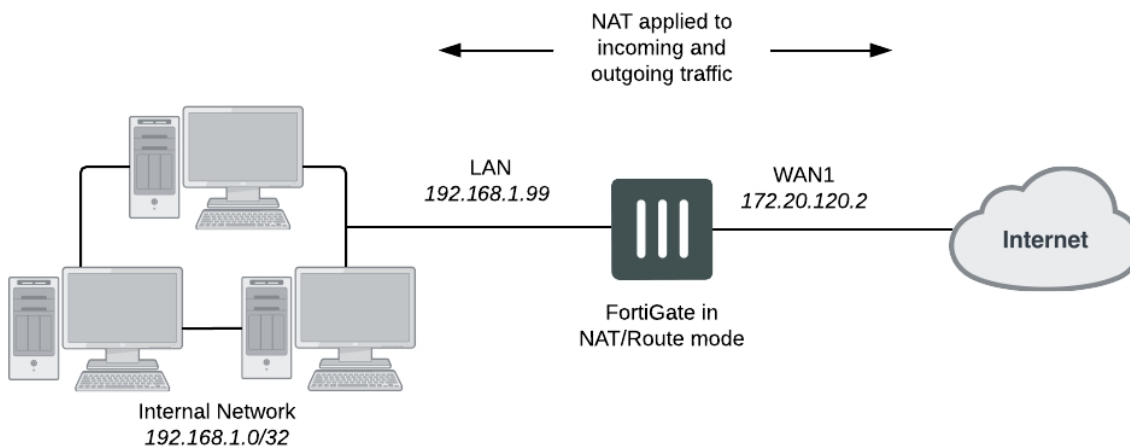 NAT applied to
incoming and
outgoing traffic
LAN
192.168.1.99
WAN1
172.20.120.2
Internet
FortiGate in
NAT/Route mode
Internal Network
192.168.1.0/32